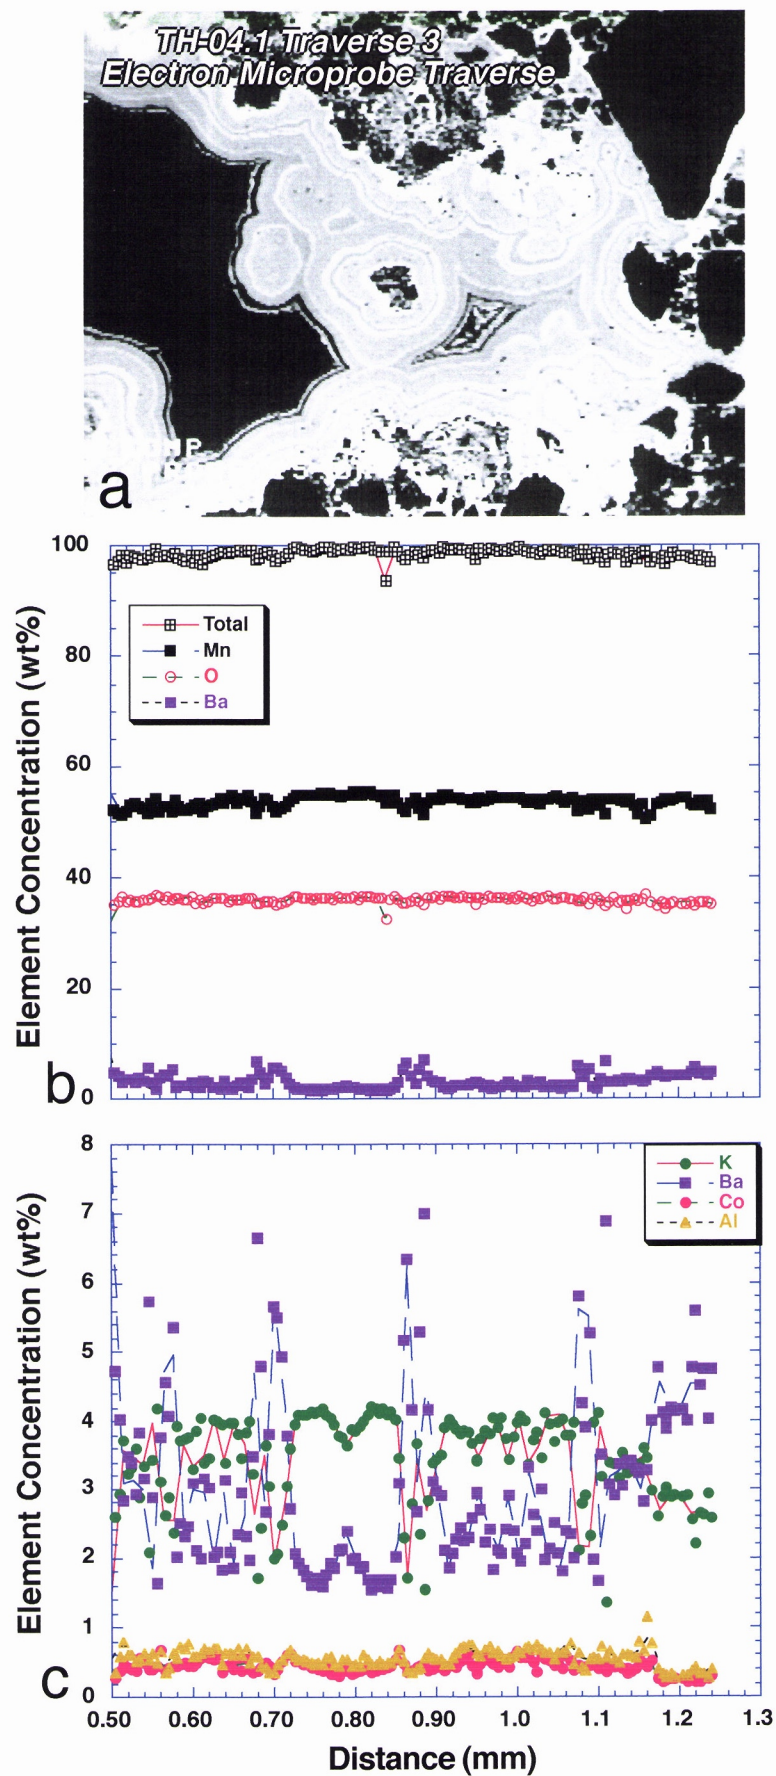 TH-04.1 Traverse 3
Electron Microprobe Traverse
a
Element Concentration (wt%)
100
80
60
40
20
0
Total
Mn
O
Ba
b
Element Concentration (wt%)
8
7
6
5
4
3
2
1
0
K
Ba
Co
Al
c
0.50 0.60 0.70 0.80 0.90 1.0 1.1 1.2 1.3
Distance (mm)